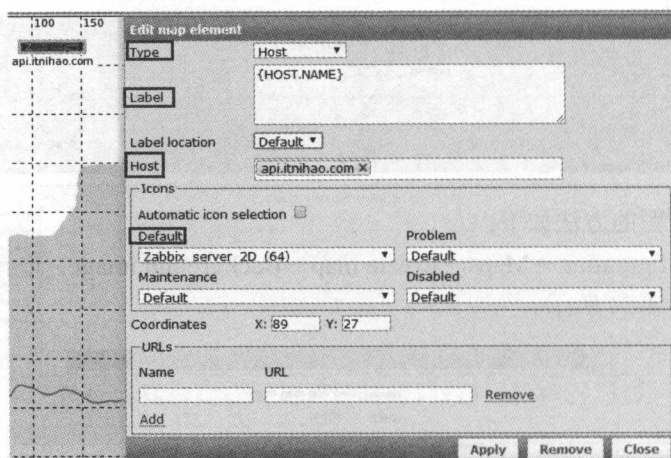 100 150
api.itnihao.com
Edit map element
Type Host
Label {HOST.NAME}
Label location Default
Host api.itnihao.com X
Icons
Automatic icon selection
Default Problem
Zabbix_server_2D_(64) Default
Maintenance Disabled
Default Default
Coordinates X: 89 Y: 27
URLs
Name URL
Remove
Add
Apply Remove Close